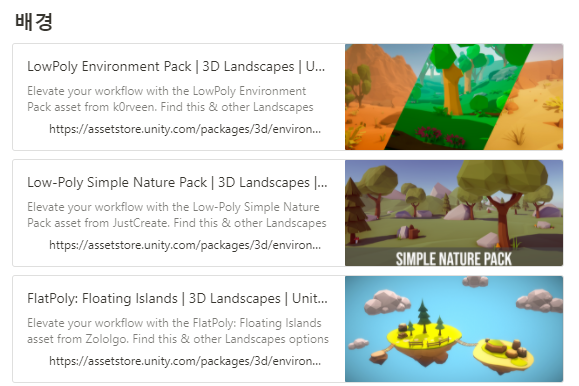 배경
LowPoly Environment Pack | 3D Landscapes | U...
Elevate your workflow with the LowPoly Environment
Pack asset from k0rveen. Find this & other Landscapes
https://assetstore.unity.com/packages/3d/environ...
Low-Poly Simple Nature Pack | 3D Landscapes |...
Elevate your workflow with the Low-Poly Simple Nature
Pack asset from JustCreate. Find this & other Landscapes
https://assetstore.unity.com/packages/3d/environ...
SIMPLE NATURE PACK
FlatPoly: Floating Islands | 3D Landscapes | Unit...
Elevate your workflow with the FlatPoly: Floating Islands
asset from Zololgo. Find this & other Landscapes options
https://assetstore.unity.com/packages/3d/environ...